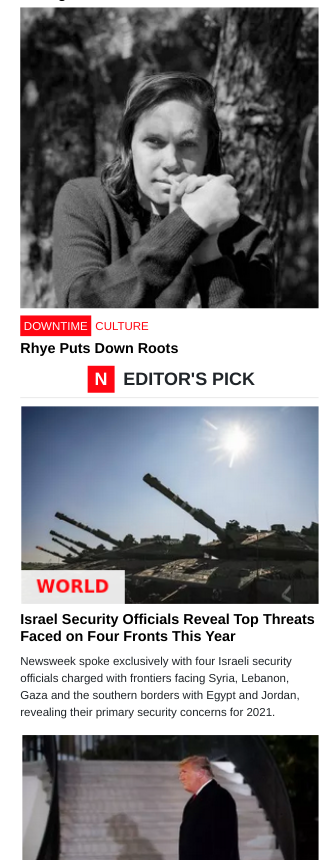 DOWNTIME CULTURE
Rhye Puts Down Roots
N EDITOR'S PICK
WORLD
Israel Security Officials Reveal Top Threats
Faced on Four Fronts This Year
Newsweek spoke exclusively with four Israeli security
officials charged with frontiers facing Syria, Lebanon,
Gaza and the southern borders with Egypt and Jordan,
revealing their primary security concerns for 2021.